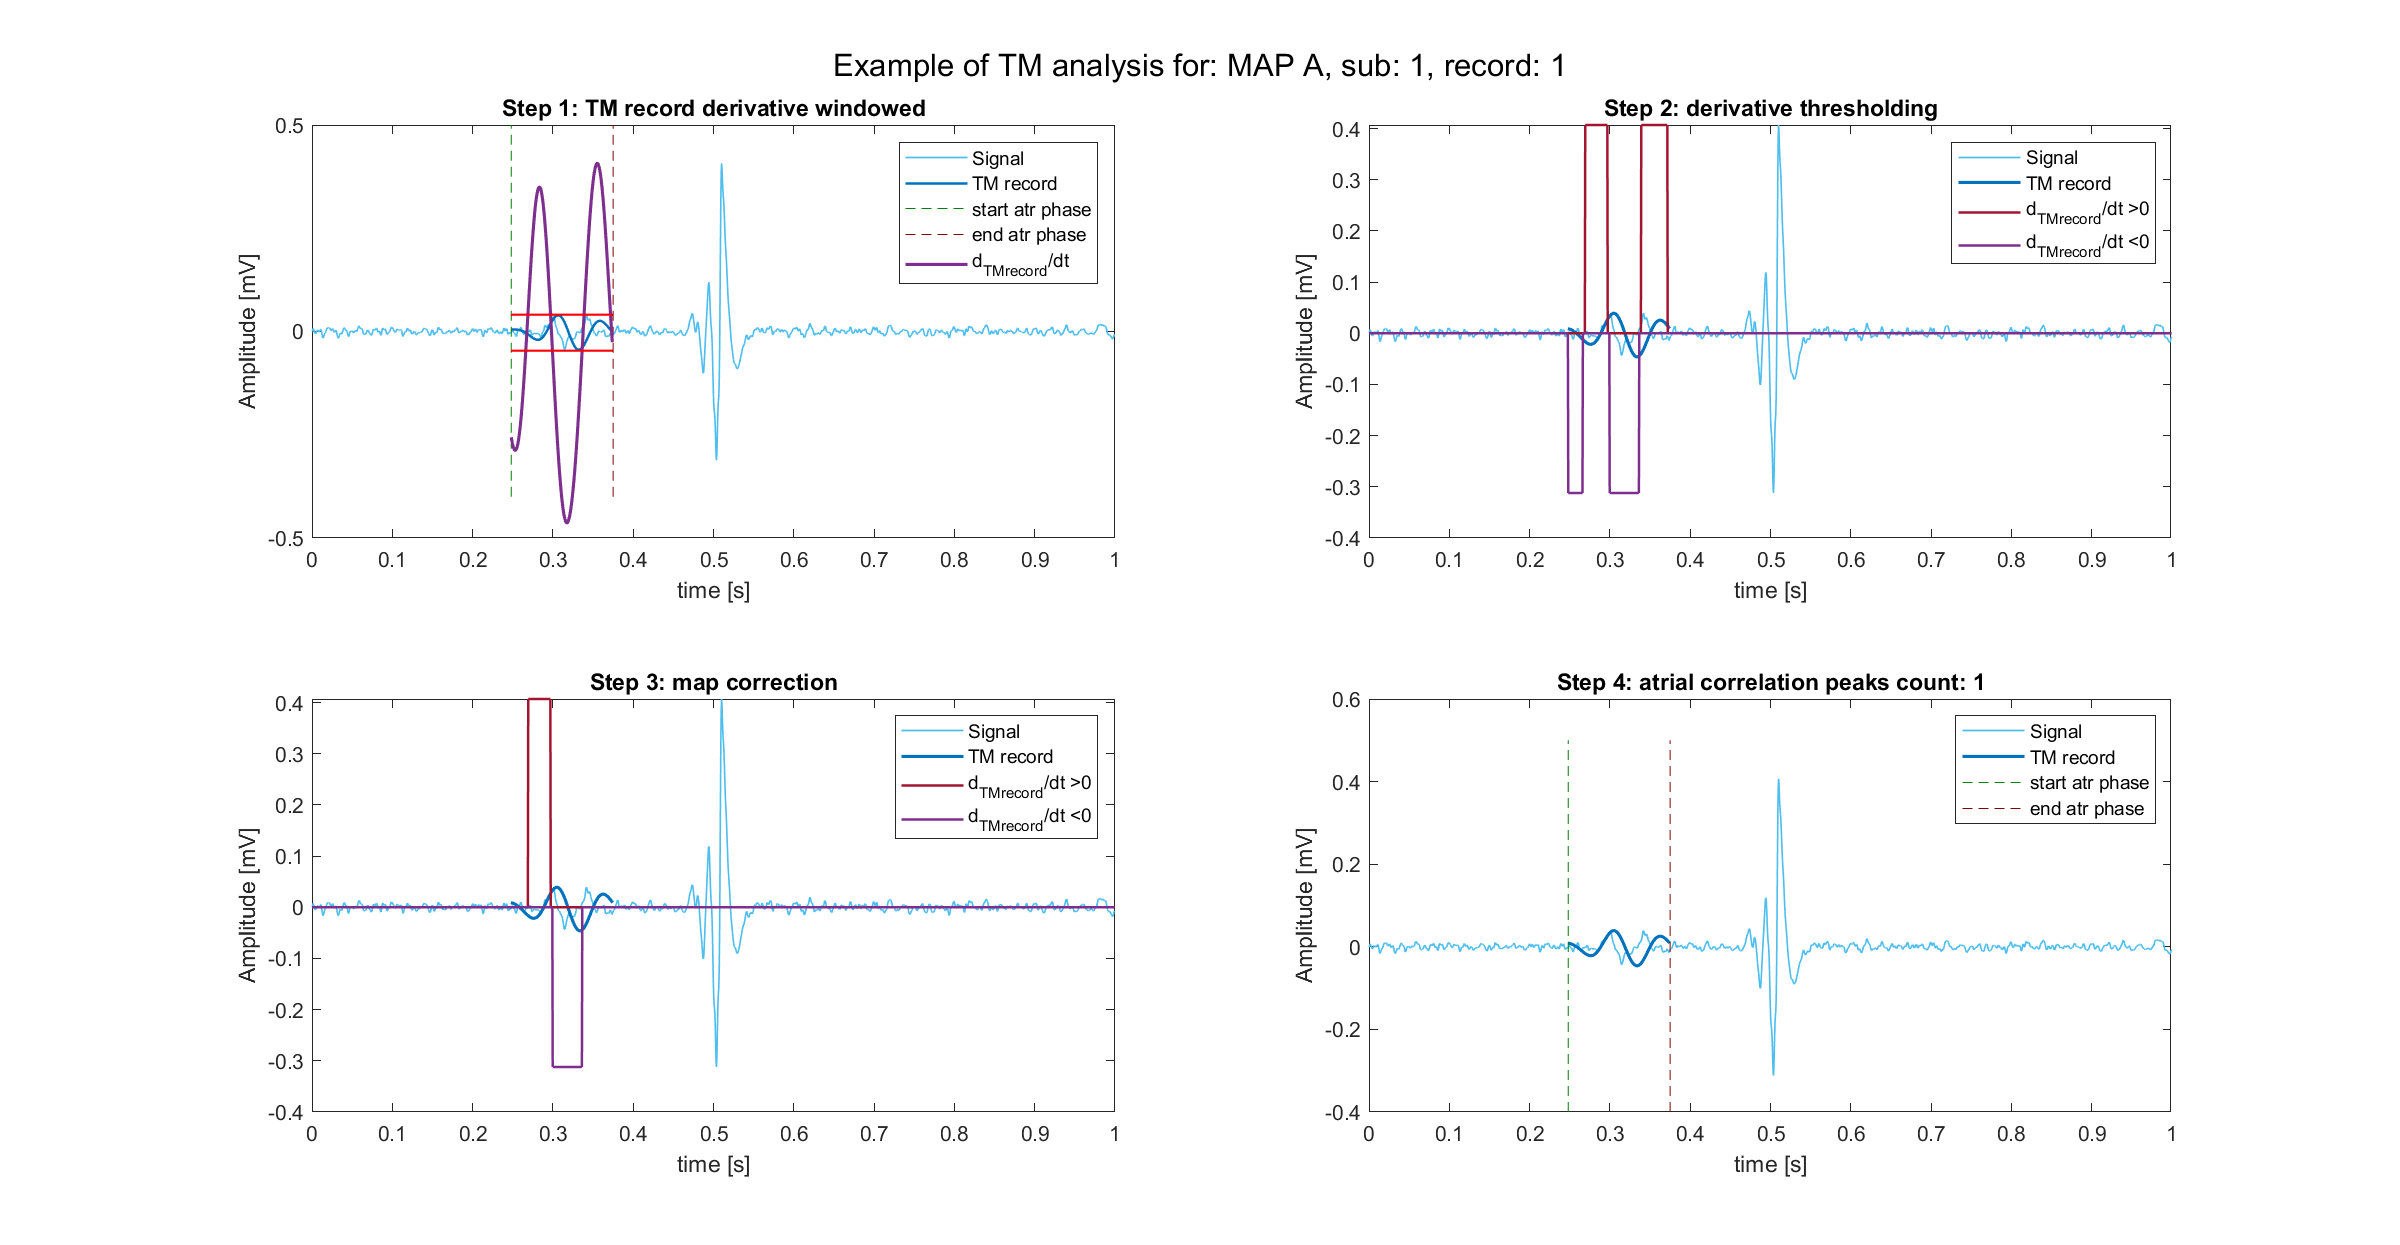 Example of TM analysis for: MAP A, sub: 1, record: 1
Step 1: TM record derivative windowed
0.5
0
-0.5
Amplitude [mV]
Signal
TM record
start atr phase
end atr phase
dTMrecord/dt
0 0.1 0.2 0.3 0.4 0.5 0.6 0.7 0.8 0.9 1
time [s]
Step 2: derivative thresholding
0.4
0.3
0.2
0.1
0
-0.1
-0.2
-0.3
-0.4
Amplitude [mV]
Signal
TM record
dTMrecord/dt >0
dTMrecord/dt <0
0 0.1 0.2 0.3 0.4 0.5 0.6 0.7 0.8 0.9 1
time [s]
Step 3: map correction
0.4
0.3
0.2
0.1
0
-0.1
-0.2
-0.3
-0.4
Amplitude [mV]
Signal
TM record
dTMrecord/dt >0
dTMrecord/dt <0
0 0.1 0.2 0.3 0.4 0.5 0.6 0.7 0.8 0.9 1
time [s]
Step 4: atrial correlation peaks count: 1
0.6
0.4
0.2
0
-0.2
-0.4
Amplitude [mV]
Signal
TM record
start atr phase
end atr phase
0 0.1 0.2 0.3 0.4 0.5 0.6 0.7 0.8 0.9 1
time [s]